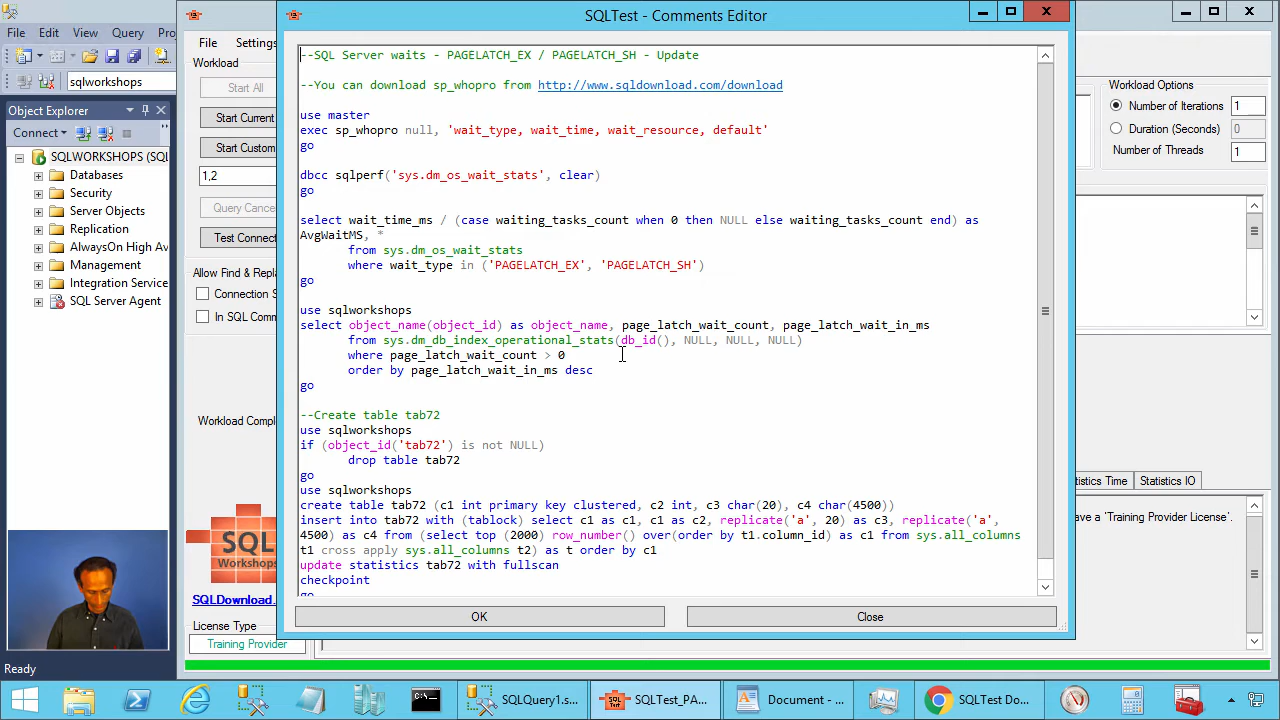 SQLTest - Comments Editor
File Edit View Query Proj
sqlworkshops
Object Explorer
Connect
SQLWORKSHOPS (SQL
Databases
Security
Server Objects
Replication
AlwaysOn High Av
Management
Integration Service
SQL Server Agent
Ready
File Settings
Workload
Start All
Start Current
Start Custom
1,2
Query Cance
Test Connect
Allow Find & Repla
Connection S
In SQL Comm
Workload Comple
SQL
Workshops
SQLDownload.
License Type
Training Provider
--SQL Server waits - PAGELATCH_EX / PAGELATCH_SH - Update
--You can download sp_whopro from http://www.sqldownload.com/download
use master
exec sp_whopro null, 'wait_type, wait_time, wait_resource, default'
go
dbcc sqlperf('sys.dm_os_wait_stats', clear)
go
select wait_time_ms / (case waiting_tasks_count when 0 then NULL else waiting_tasks_count end) as
AvgWaitMS, *
from sys.dm_os_wait_stats
where wait_type in ('PAGELATCH_EX', 'PAGELATCH_SH')
go
use sqlworkshops
select object_name(object_id) as object_name, page_latch_wait_count, page_latch_wait_in_ms
from sys.dm_db_index_operational_stats(db_id(), NULL, NULL, NULL)
where page_latch_wait_count > 0
order by page_latch_wait_in_ms desc
go
--Create table tab72
use sqlworkshops
if (object_id('tab72') is not NULL)
drop table tab72
go
use sqlworkshops
create table tab72 (c1 int primary key clustered, c2 int, c3 char(20), c4 char(4500))
insert into tab72 with (tablock) select c1 as c1, c1 as c2, replicate('a', 20) as c3, replicate('a',
4500) as c4 from (select top (2000) row_number() over(order by t1.column_id) as c1 from sys.all_columns
t1 cross apply sys.all_columns t2) as t order by c1
update statistics tab72 with fullscan
checkpoint
go
OK
Close
Workload Options
Number of Iterations 1
Duration (Seconds) 0
Number of Threads 1
tistics Time Statistics IO
ave a 'Training Provider License'.
SQLQuery1.s...
SQLTest_PA...
Document - ...
SQLTest Do...